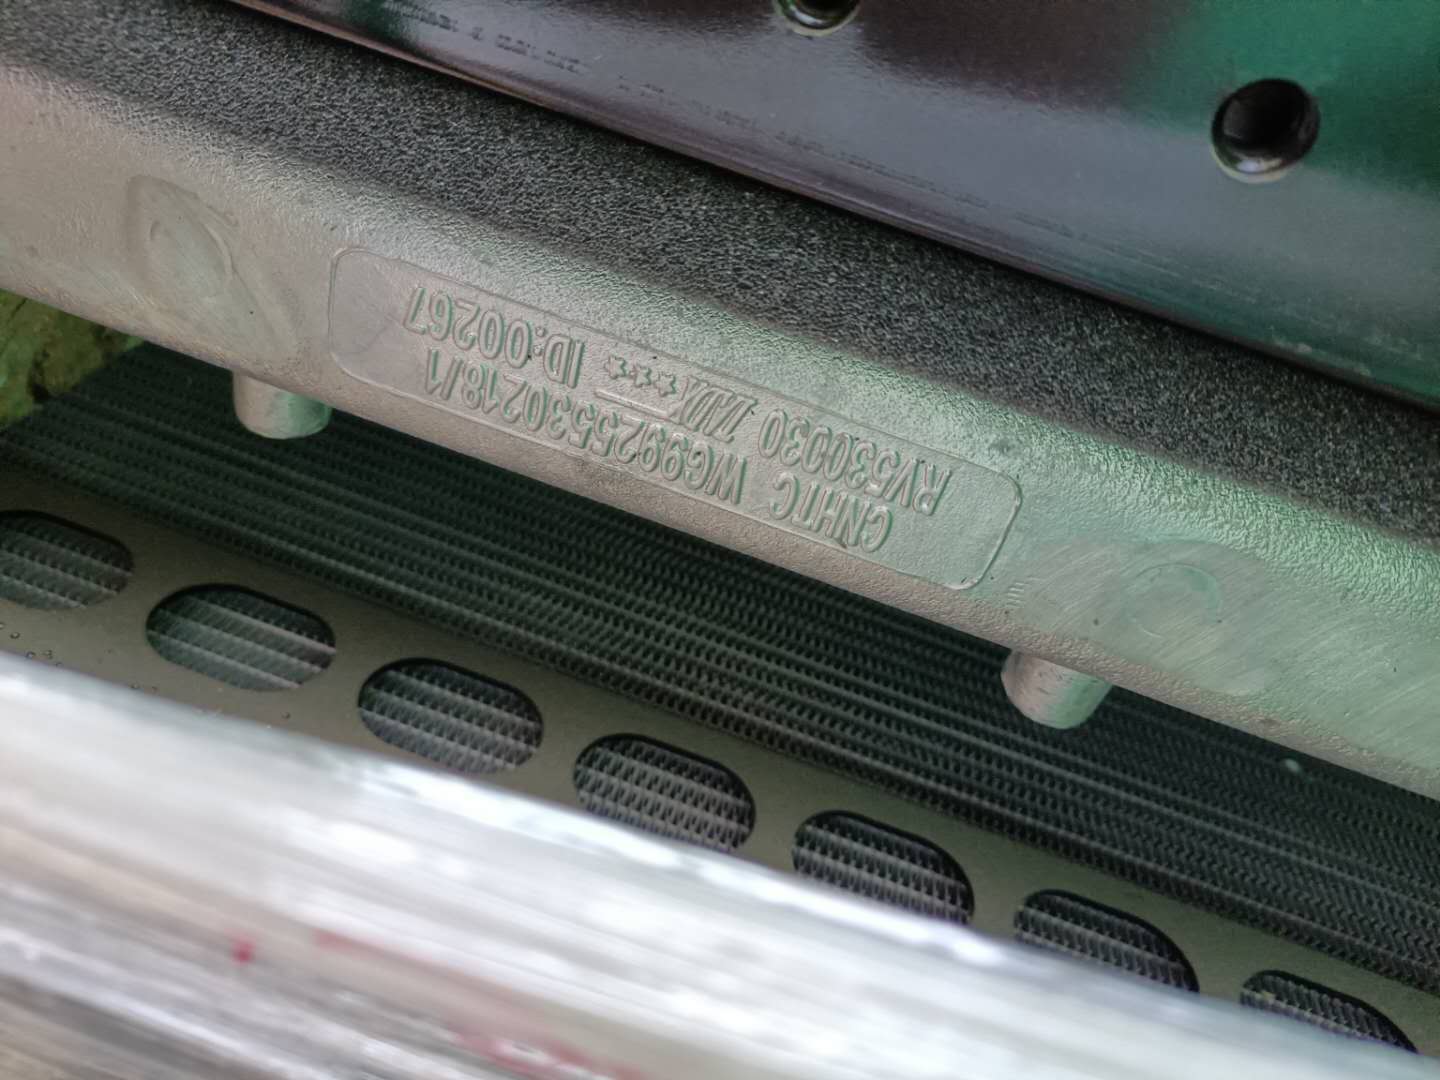 CNHTC WG9925530218/1
RV530030 *** ID:00267